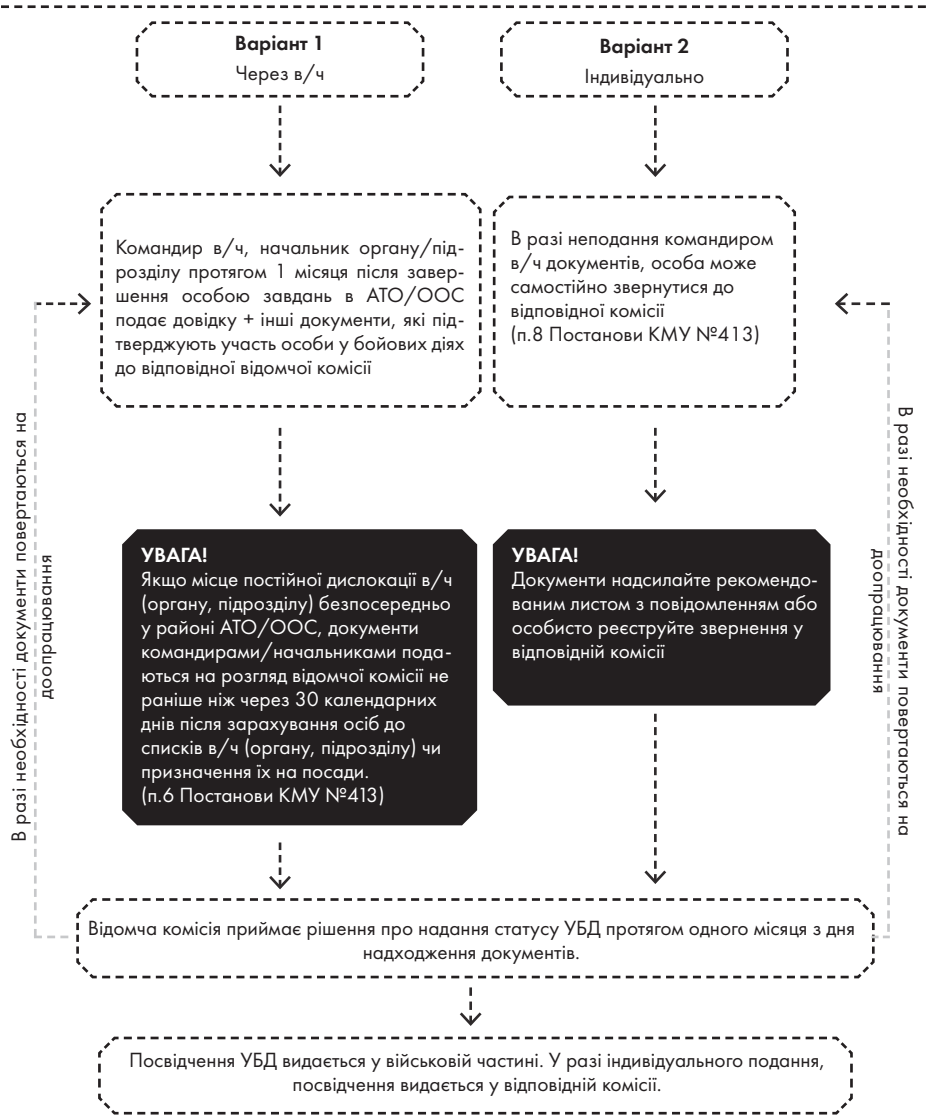 Варіант 1
Через в/ч
Варіант 2
Індивідуально
Командир в/ч, начальник органу/під-
розділу протягом 1 місяця після завер-
шення особою завдань в АТО/ООС
подає довідку + інші документи, які під-
тверджують участь особи у бойових діях
до відповідної відомчої комісії
В разі неподання командиром
в/ч документів, особа може
самостійно звернутися до
відповідної комісії
(п.8 Постанови КМУ №413)
УВАГА!
Якщо місце постійної дислокації в/ч
(органу, підрозділу) безпосередньо
у районі АТО/ООС, документи
командирами/начальниками пода-
ються на розгляд відомчої комісії не
раніше ніж через 30 календарних
днів після зарахування осіб до
списків в/ч (органу, підрозділу) чи
призначення їх на посади.
(п.6 Постанови КМУ №413)
УВАГА!
Документи надсилайте рекомендо-
ваним листом з повідомленням або
особисто реєструйте звернення у
відповідній комісії
В разі необхідності документи повертаються на
доопрацювання
В разі необхідності документи повертаються на
доопрацювання
Відомча комісія приймає рішення про надання статусу УБД протягом одного місяця з дня
надходження документів.
Посвідчення УБД видається у військовій частині. У разі індивідуального подання,
посвідчення видається у відповідній комісії.